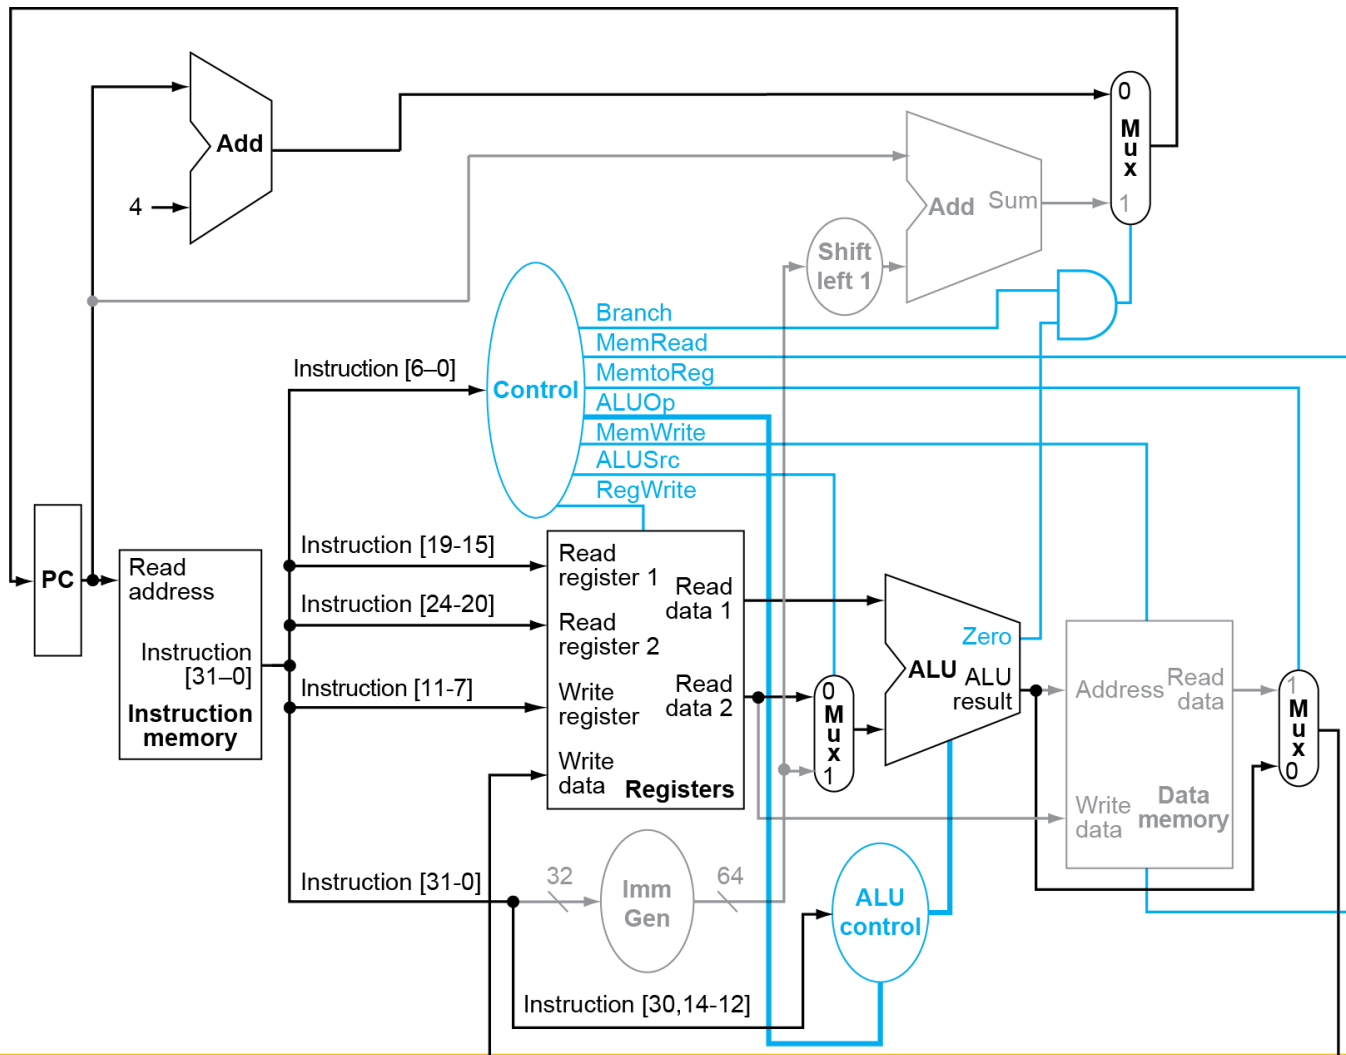 0
Mux
1
Add
4
Add
Sum
Shift
left 1
Branch
MemRead
MemtoReg
ALUOp
MemWrite
ALUSrc
RegWrite
Instruction [6–0]
Control
PC
Read
address
Instruction
[31–0]
Instruction
memory
Instruction [19-15]
Instruction [24-20]
Instruction [11-7]
Read
register 1
Read
register 2
Write
register
Write
data
Read
data 1
Read
data 2
Registers
0
Mux
1
Zero
ALU
ALU
result
Address
Read
data
Write
data
Data
memory
1
Mux
0
Instruction [31-0]
32
Imm
Gen
64
ALU
control
Instruction [30,14-12]